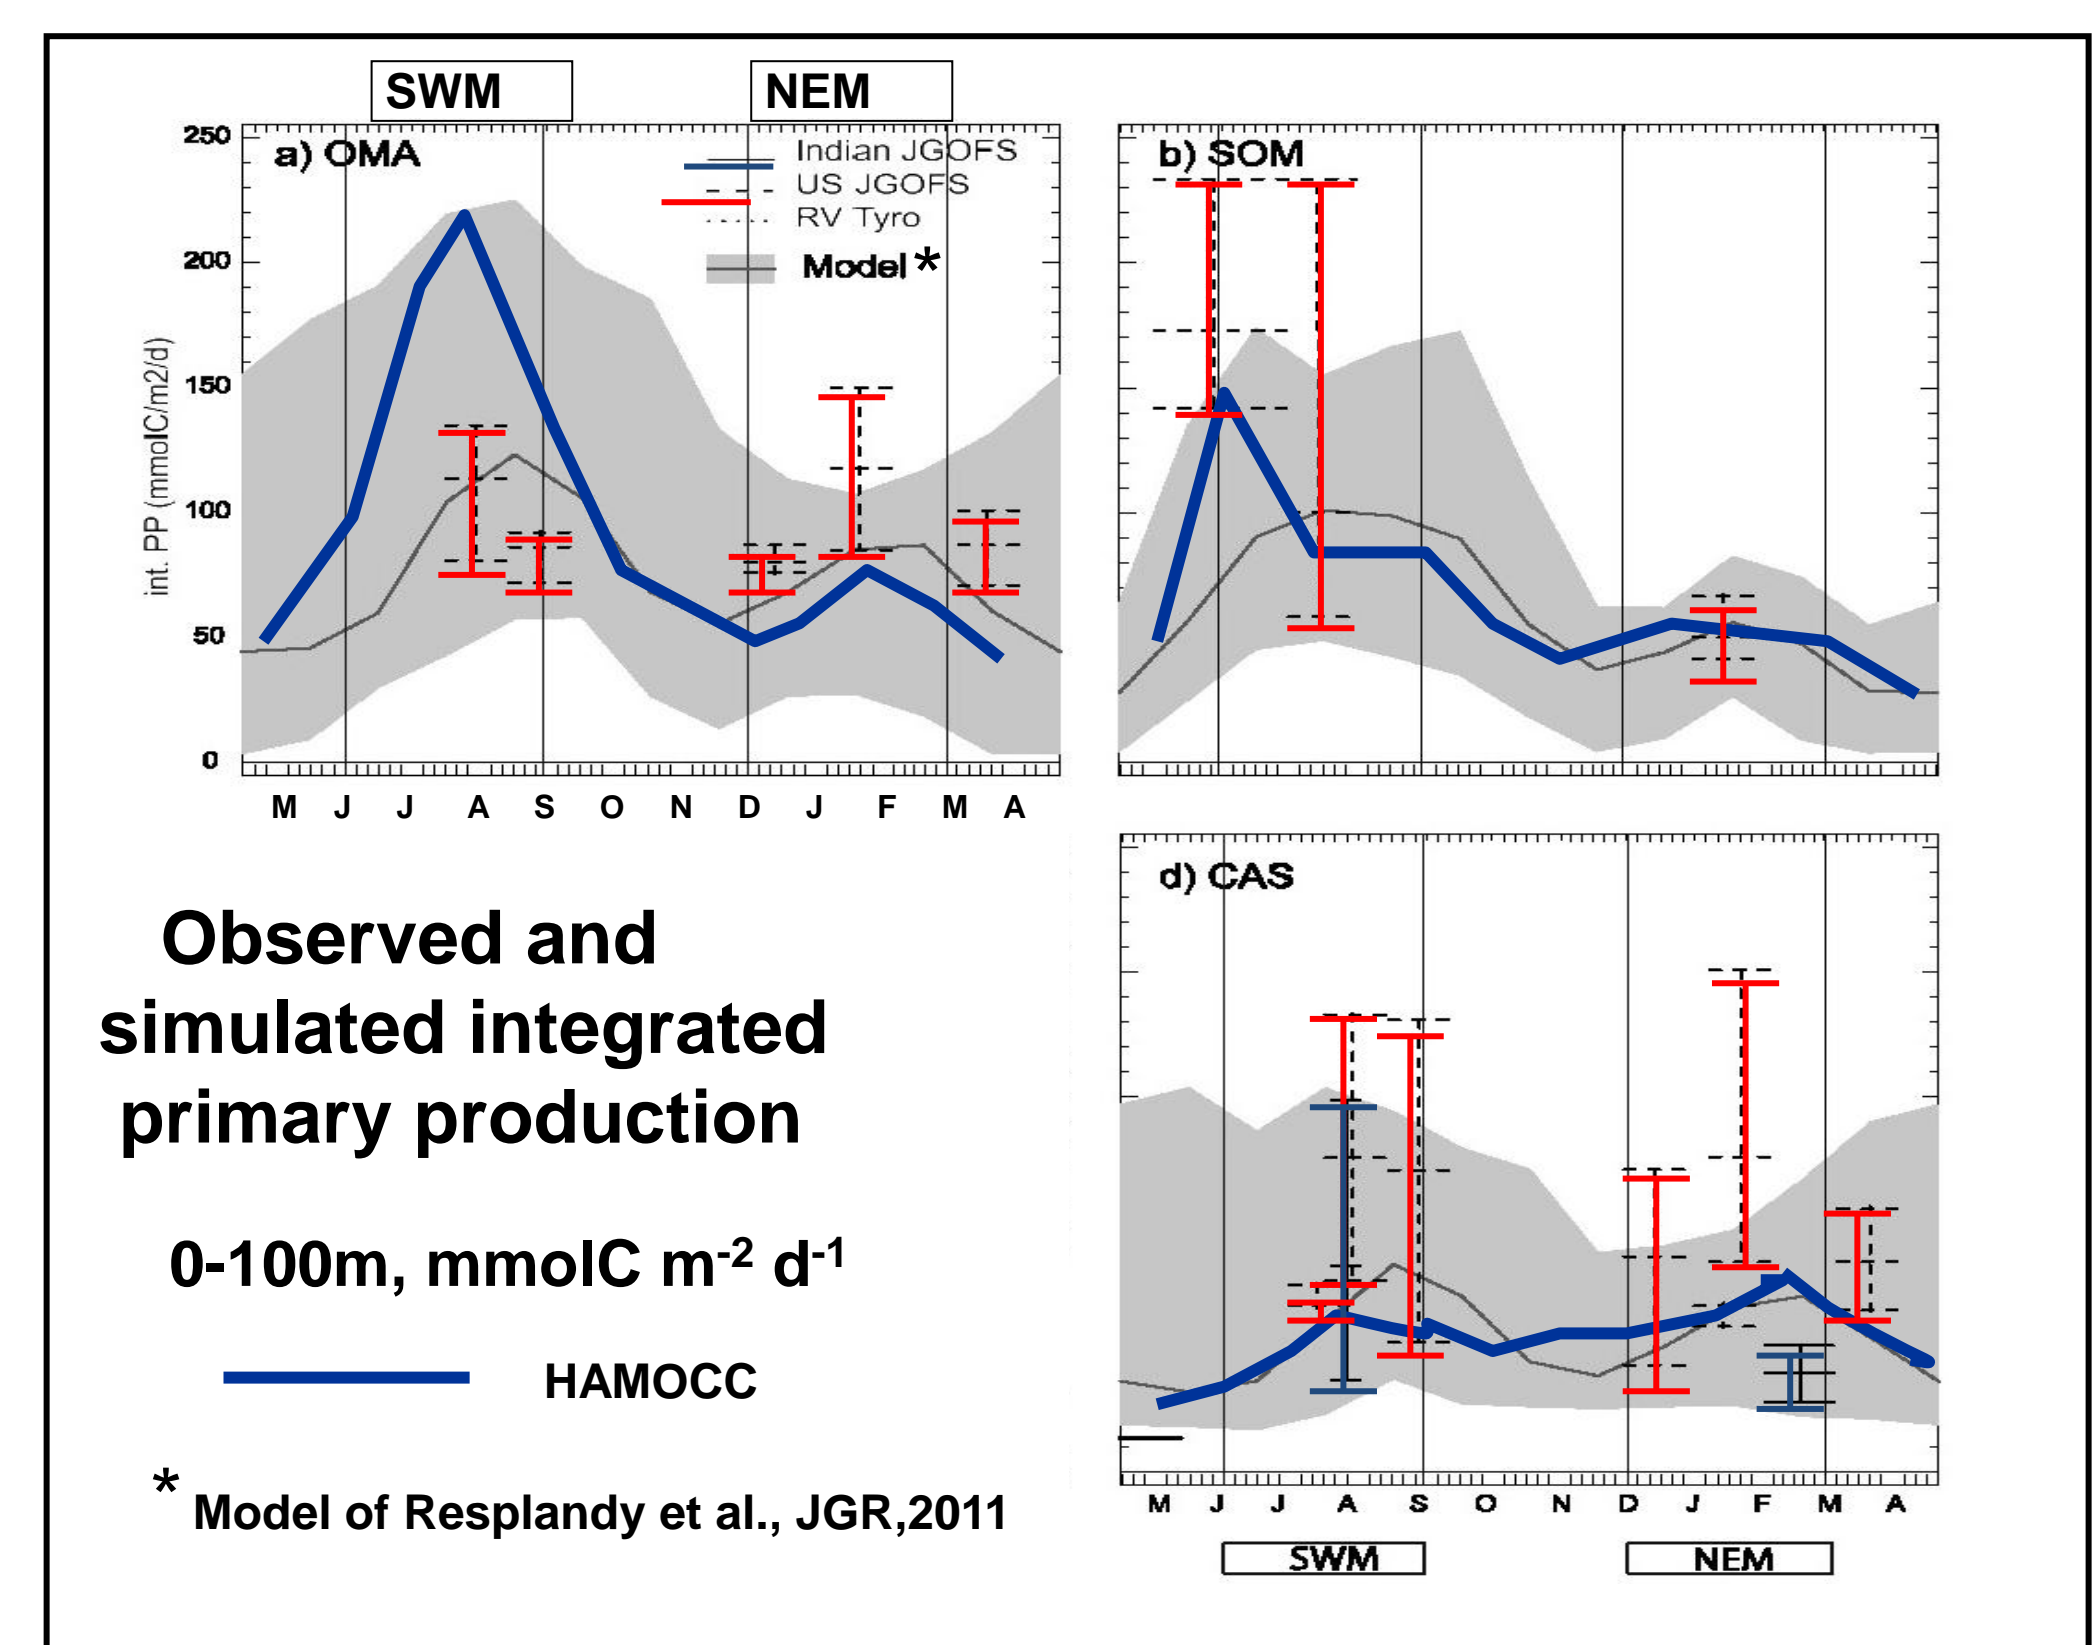 SWM NEM
a) OMA
Indian JGOFS
US JGOFS
RV Tyro
Model *
250
200
150
100
50
0
int. PP (mmolC/m2/d)
M J J A S O N D J F M A
b) SOM
d) CAS
M J J A S O N D J F M A
SWM NEM
Observed and
simulated integrated
primary production
0-100m, mmolC m-2 d-1
HAMOCC
* Model of Resplandy et al., JGR,2011